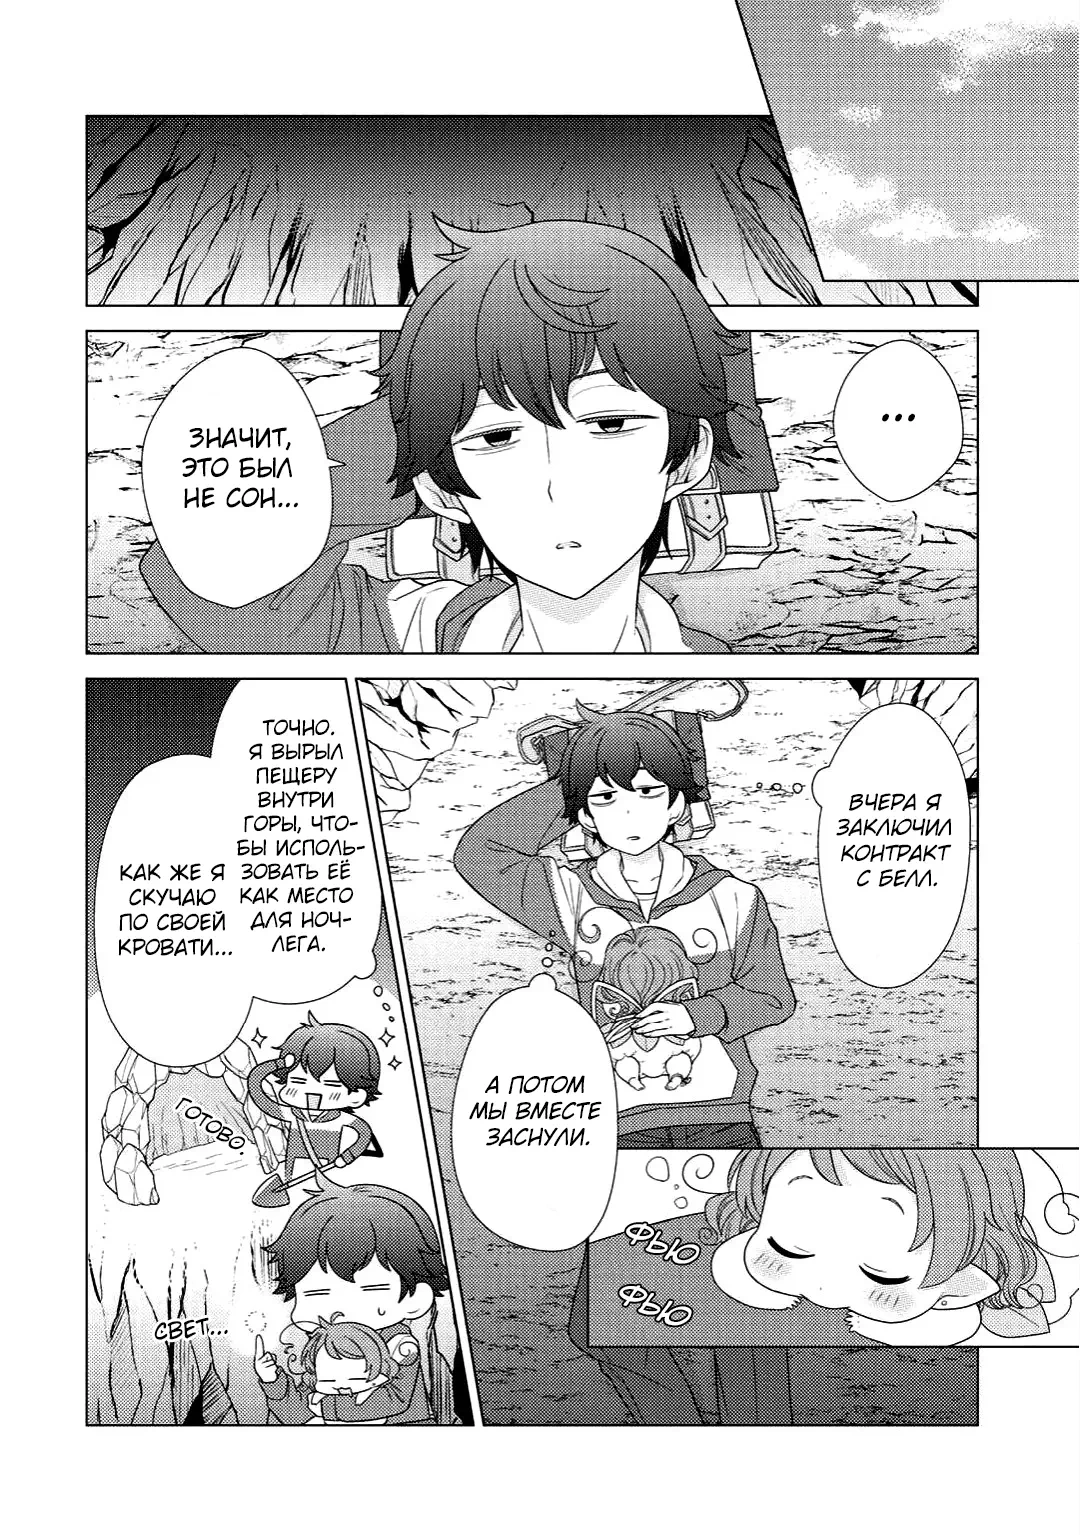 ...
ЗНАЧИТ,
ЭТО БЫЛ
НЕ СОН...
ВЧЕРА Я
ЗАКЛЮЧИЛ
КОНТРАКТ
С БЕЛЛ.
А ПОТОМ
МЫ ВМЕСТЕ
ЗАСНУЛИ.
ФЬЮ
ФЬЮ
ТОЧНО.
Я ВЫРЫЛ
ПЕЩЕРУ
ВНУТРИ
ГОРЫ, ЧТО-
БЫ ИСПОЛЬ-
ЗОВАТЬ ЕЁ
КАК МЕСТО
ДЛЯ НОЧ-
ЛЕГА.
КАК ЖЕ Я
СКУЧАЮ
ПО СВОЕЙ
КРОВАТИ...
ГОТОВО.
СВЕТ...